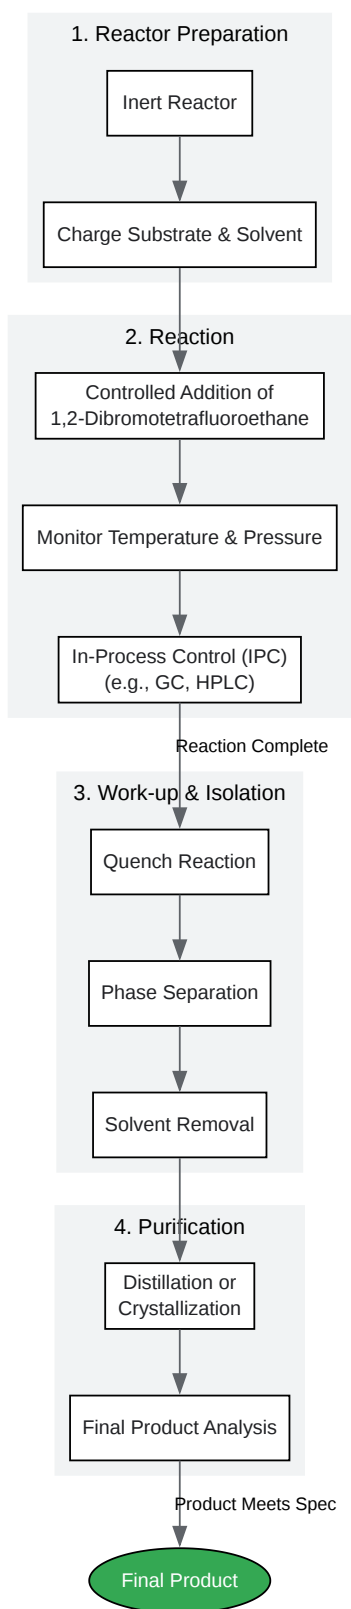 1. Reactor Preparation
Inert Reactor
Charge Substrate & Solvent
2. Reaction
Controlled Addition of
1,2-Dibromotetrafluoroethane
Monitor Temperature & Pressure
In-Process Control (IPC)
(e.g., GC, HPLC)
Reaction Complete
3. Work-up & Isolation
Quench Reaction
Phase Separation
Solvent Removal
4. Purification
Distillation or
Crystallization
Final Product Analysis
Product Meets Spec
Final Product